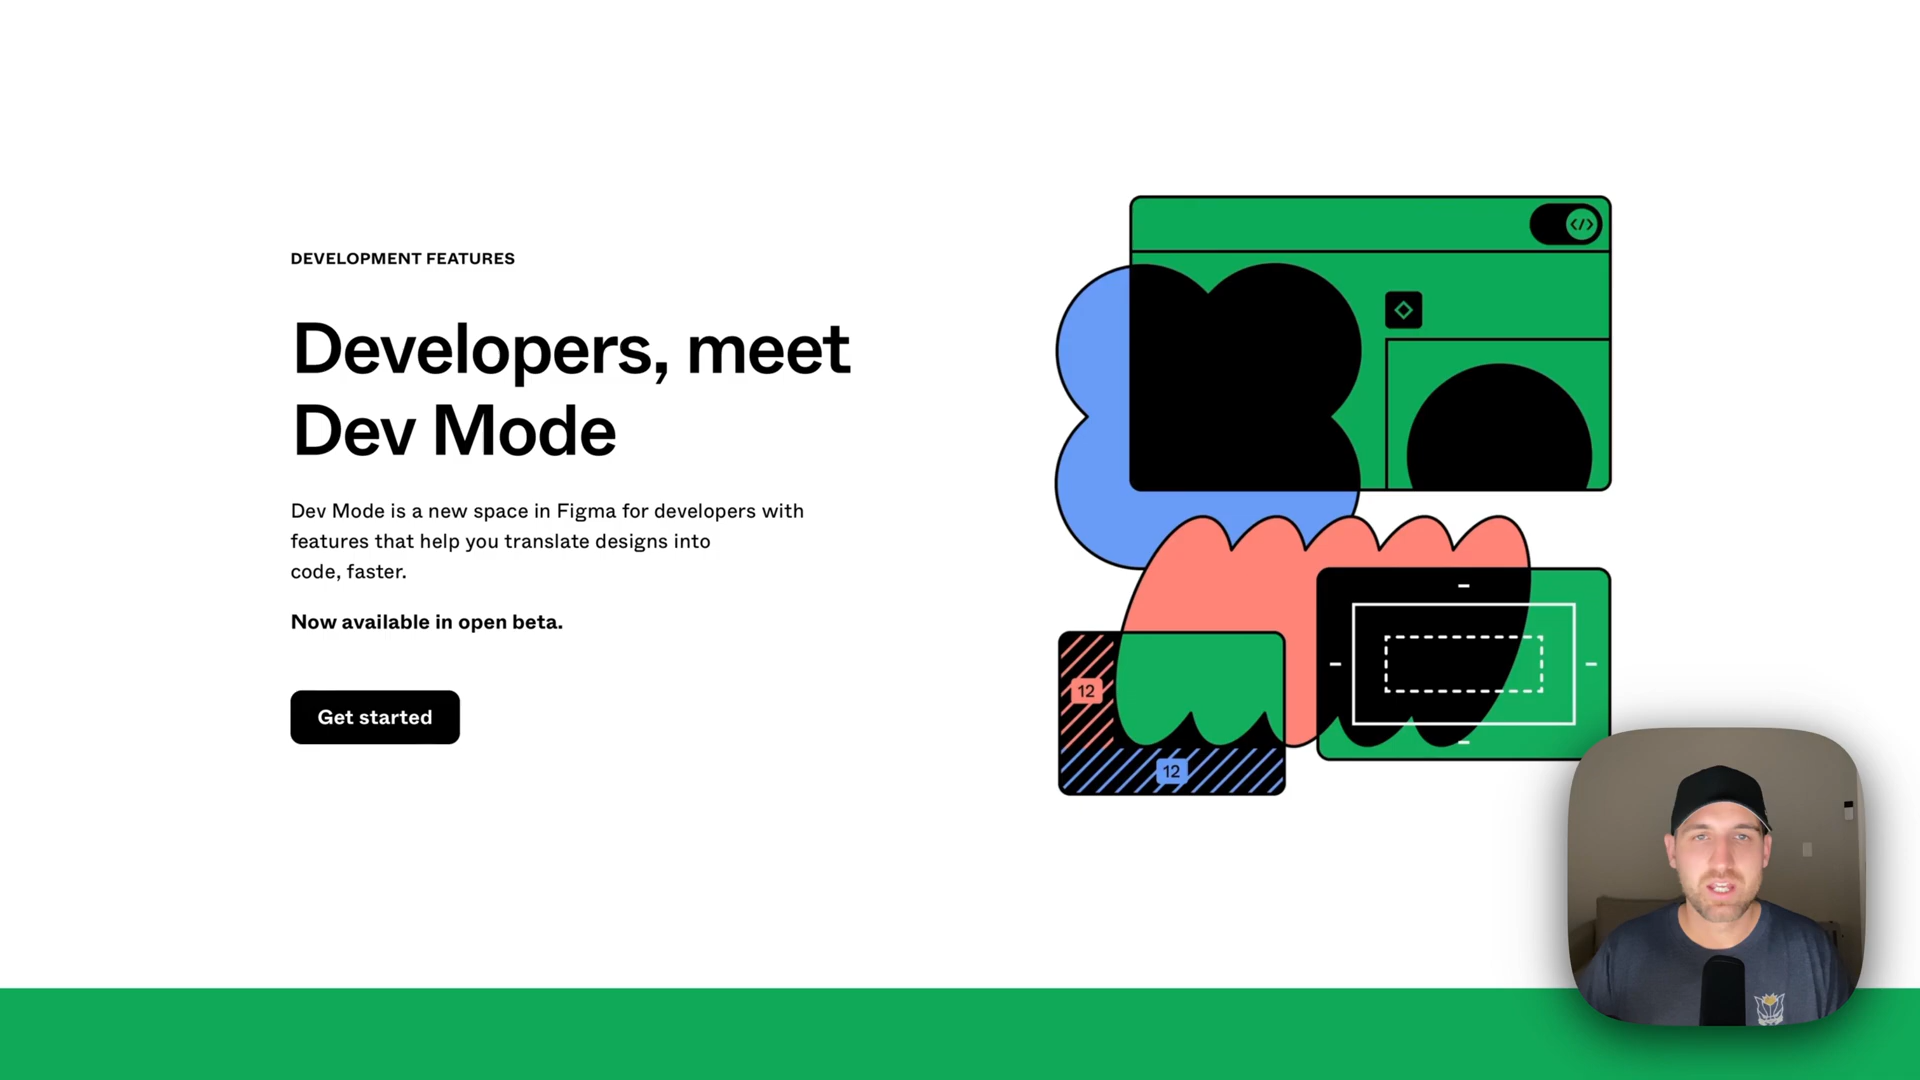 DEVELOPMENT FEATURES
Developers, meet
Dev Mode
Dev Mode is a new space in Figma for developers with
features that help you translate designs into
code, faster.
Now available in open beta.
Get started
</>
12
12